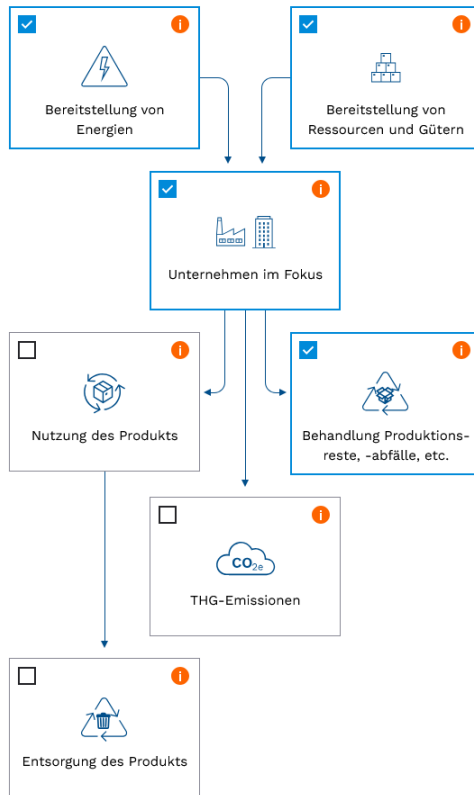 Bereitstellung von
Energien
Bereitstellung von
Ressourcen und Gütern
Unternehmen im Fokus
Nutzung des Produkts
Behandlung Produktions-
reste, -abfälle, etc.
CO2e
THG-Emissionen
Entsorgung des Produkts